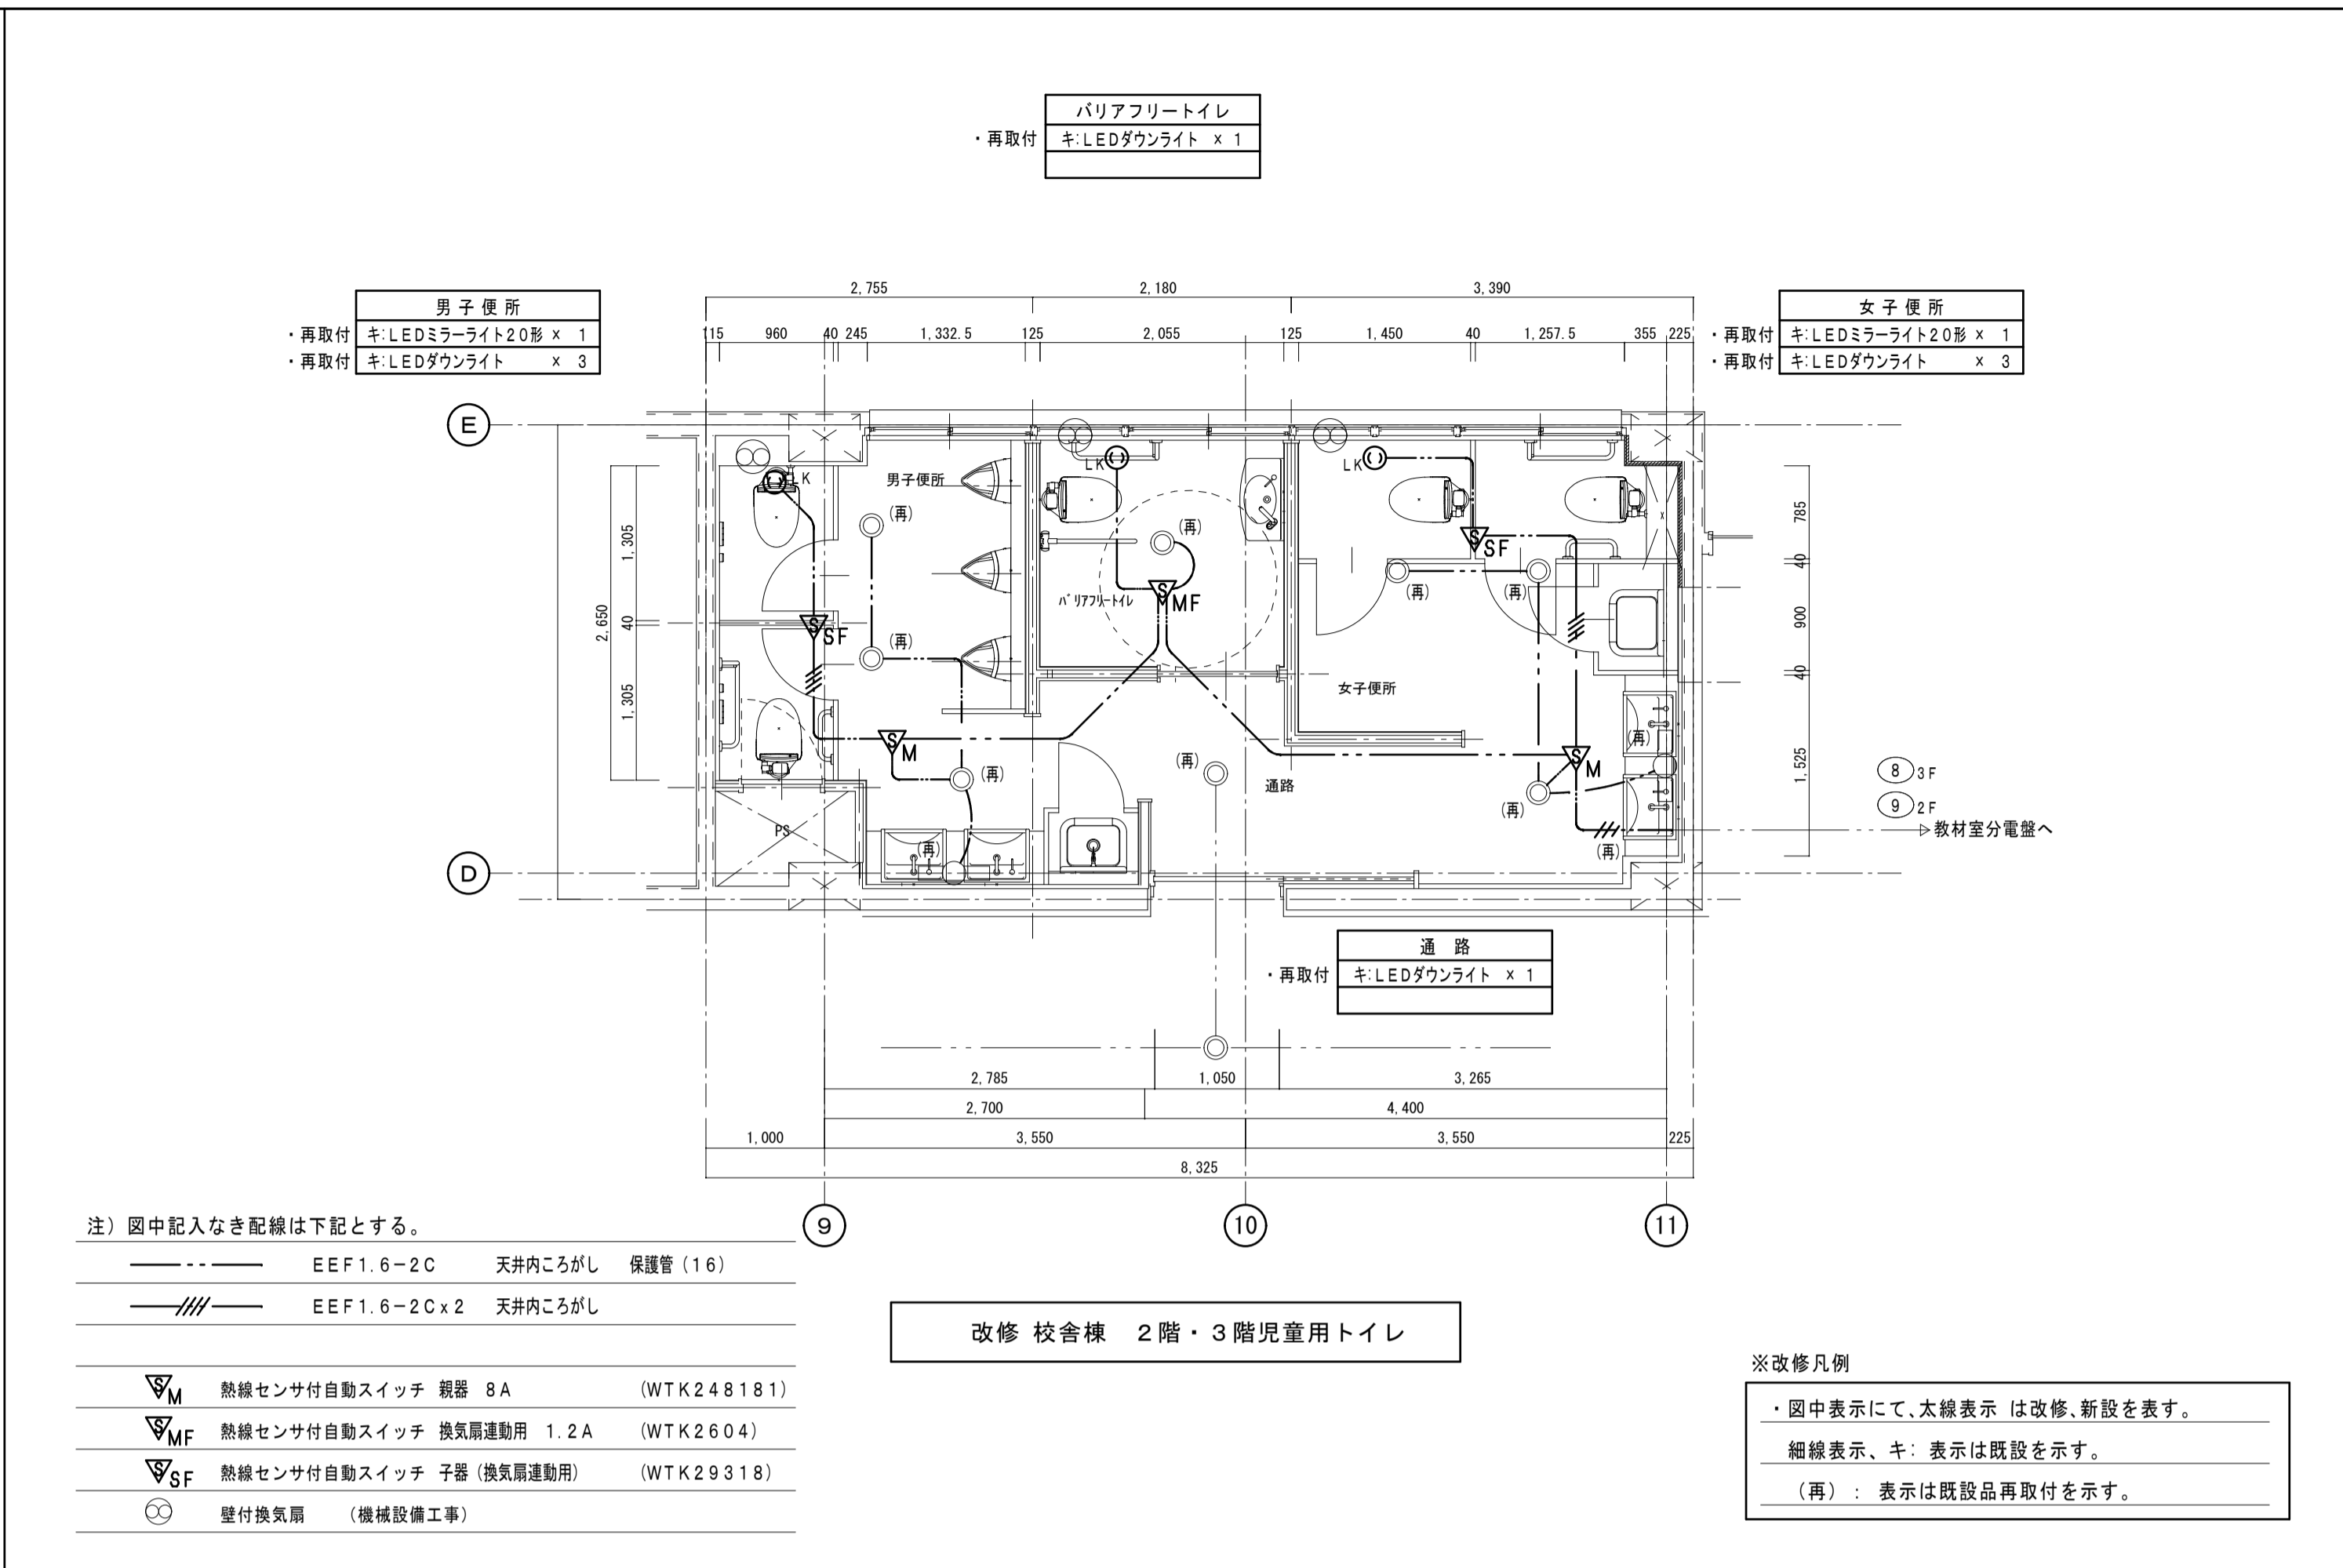 バリアフリートイレ
・再取付 キ:LEDダウンライト × 1
男子便所
・再取付 キ:LEDミラーライト20形 × 1
・再取付 キ:LEDダウンライト × 3
女子便所
・再取付 キ:LEDミラーライト20形 × 1
・再取付 キ:LEDダウンライト × 3
2,755 2,180 3,390
115 960 40 245 1,332.5 125 2,055 125 1,450 40 1,257.5 355 225
E
LK
LK
LK
男子便所
(再)
(再)
1,305
785
S SF
40
バリアフリートイレ
S MF
(再)
(再)
2,650
40
900
S SF
(再)
40
1,305
女子便所
S M
(再)
(再)
通路
S M
(再)
1,525
(再)
8 3F
9 2F
教材室分電盤へ
PS
(再)
(再)
D
通路
・再取付 キ:LEDダウンライト × 1
2,785 1,050 3,265
2,700 4,400
1,000 3,550 3,550 225
8,325
9 10 11
注) 図中記入なき配線は下記とする。
EEF1.6-2C 天井内ころがし 保護管(16)
EEF1.6-2Cx2 天井内ころがし
S M 熱線センサ付自動スイッチ 親器 8A (WTK248181)
S MF 熱線センサ付自動スイッチ 換気扇連動用 1.2A (WTK2604)
S SF 熱線センサ付自動スイッチ 子器(換気扇連動用) (WTK29318)
壁付換気扇 (機械設備工事)
改修 校舎棟 2階・3階児童用トイレ
※改修凡例
・図中表示にて、太線表示 は改修、新設を表す。
細線表示、キ: 表示は既設を示す。
(再) : 表示は既設品再取付を示す。